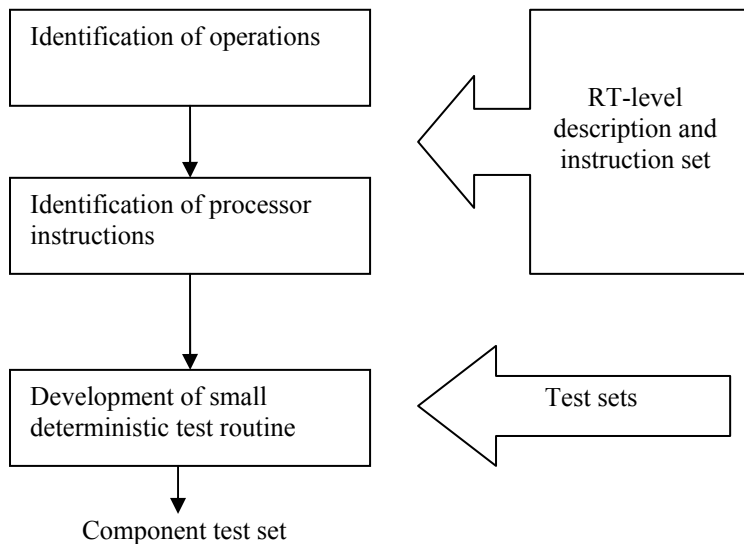 Identification of operations
RT-level
description and
instruction set
Identification of processor
instructions
Development of small
deterministic test routine
Test sets
Component test set